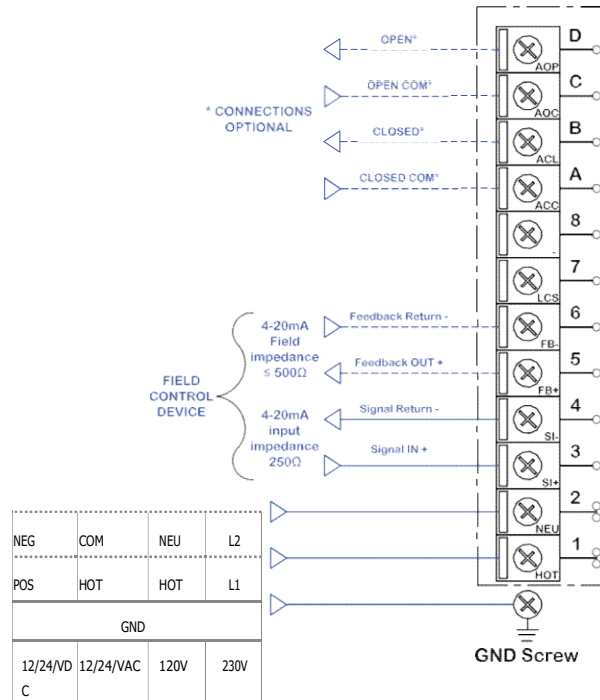 OPEN*
D
AOP
OPEN COM*
C
AOC
* CONNECTIONS
OPTIONAL
CLOSED*
B
ACL
CLOSED COM*
A
ACC
8
-
7
LCS
FIELD
CONTROL
DEVICE
4-20mA
Field
impedance
≤ 500Ω
Feedback Return -
6
FB-
Feedback OUT +
5
FB+
4-20mA
input
impedance
250Ω
Signal Return -
4
SI-
Signal IN +
3
SI+
2
NEU
1
HOT
GND Screw
NEG COM NEU L2
POS HOT HOT L1
GND
12/24/VD 12/24/VAC 120V 230V
C